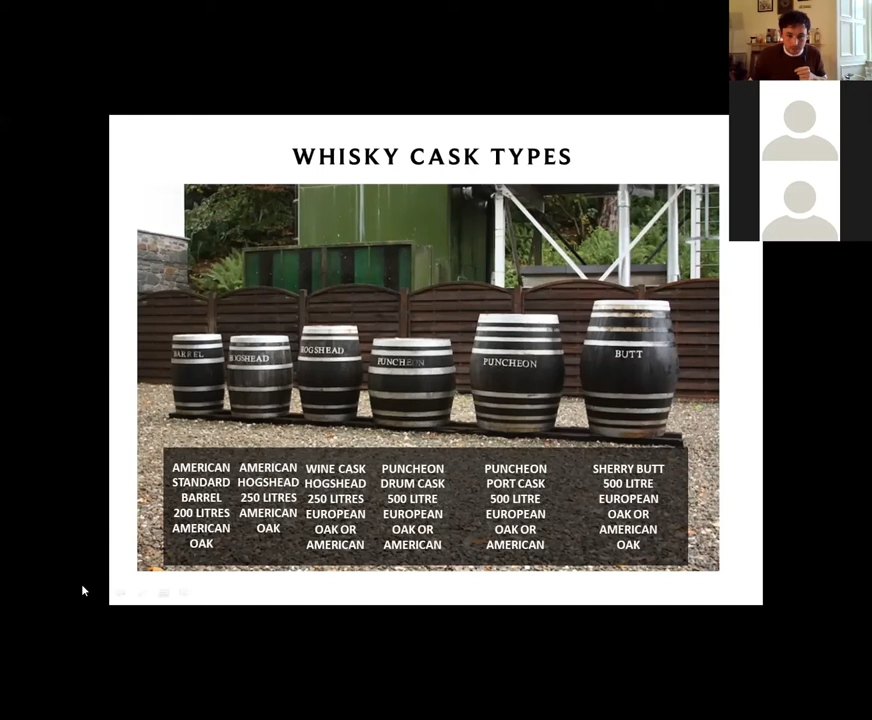 WHISKY CASK TYPES
BARREL
HOGSHEAD
HOGSHEAD
PUNCHEON
PUNCHEON
BUTT
AMERICAN
STANDARD
BARREL
200 LITRES
AMERICAN
OAK
AMERICAN
HOGSHEAD
250 LITRES
AMERICAN
OAK
WINE CASK
HOGSHEAD
250 LITRES
EUROPEAN
OAK OR
AMERICAN
PUNCHEON
DRUM CASK
500 LITRE
EUROPEAN
OAK OR
AMERICAN
PUNCHEON
PORT CASK
500 LITRE
EUROPEAN
OAK OR
AMERICAN
SHERRY BUTT
500 LITRE
EUROPEAN
OAK OR
AMERICAN
OAK